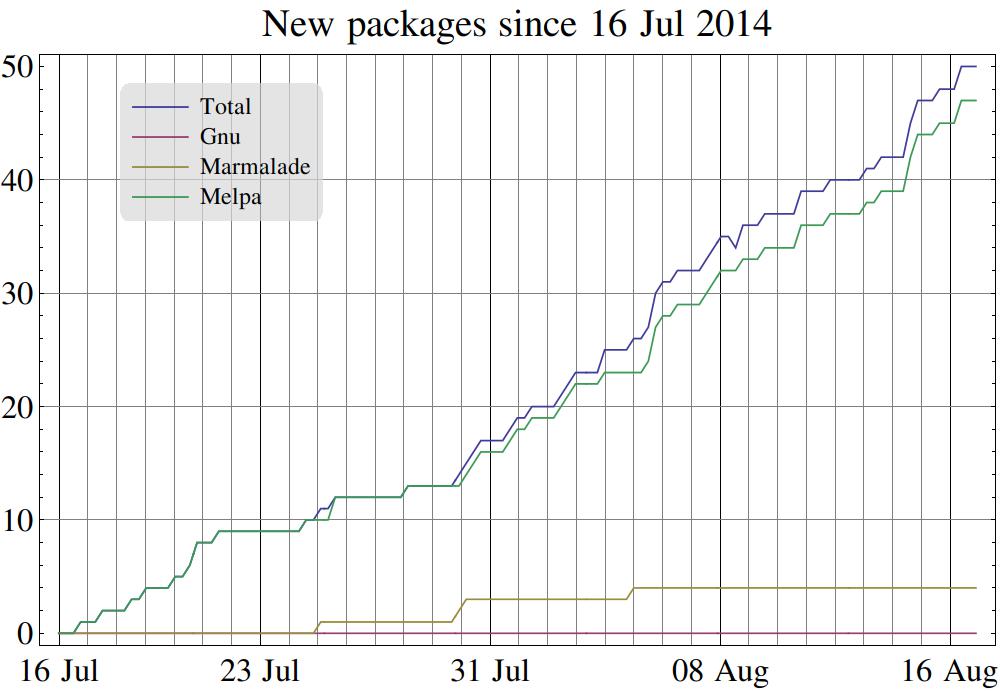 New packages since 16 Jul 2014
50
40
30
20
10
0
Total
Gnu
Marmalade
Melpa
16 Jul
23 Jul
31 Jul
08 Aug
16 Aug